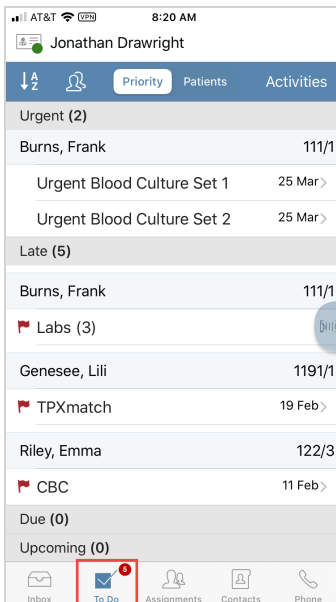 AT&T VPN 8:20 AM
Jonathan Drawright
A Z Priority Patients Activities
Urgent (2)
Burns, Frank 111/1
Urgent Blood Culture Set 1 25 Mar
Urgent Blood Culture Set 2 25 Mar
Late (5)
Burns, Frank 111/1
Labs (3)
Genesee, Lili 1191/1
TPXmatch 19 Feb
Riley, Emma 122/3
CBC 11 Feb
Due (0)
Upcoming (0)
5
Inbox To Do Assignments Contacts Phone